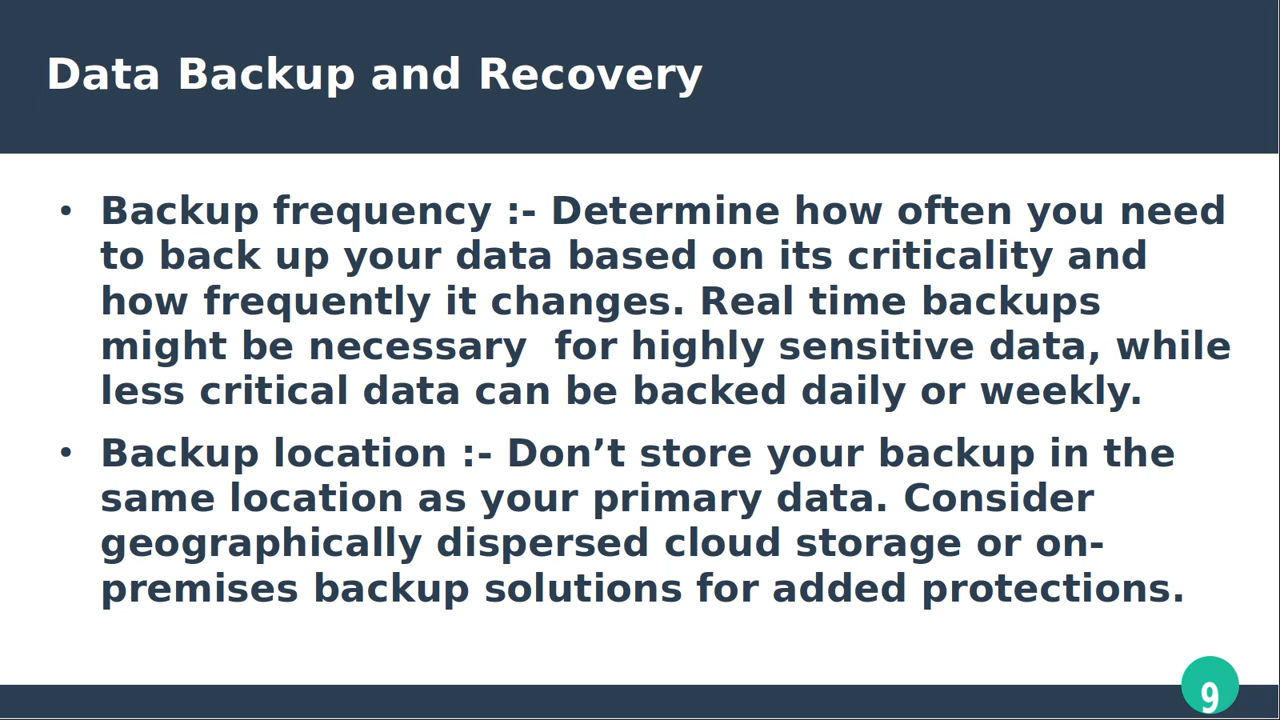 Data Backup and Recovery
• Backup frequency :- Determine how often you need
to back up your data based on its criticality and
how frequently it changes. Real time backups
might be necessary  for highly sensitive data, while
less critical data can be backed daily or weekly.
• Backup location :- Don’t store your backup in the
same location as your primary data. Consider
geographically dispersed cloud storage or on-
premises backup solutions for added protections.
9